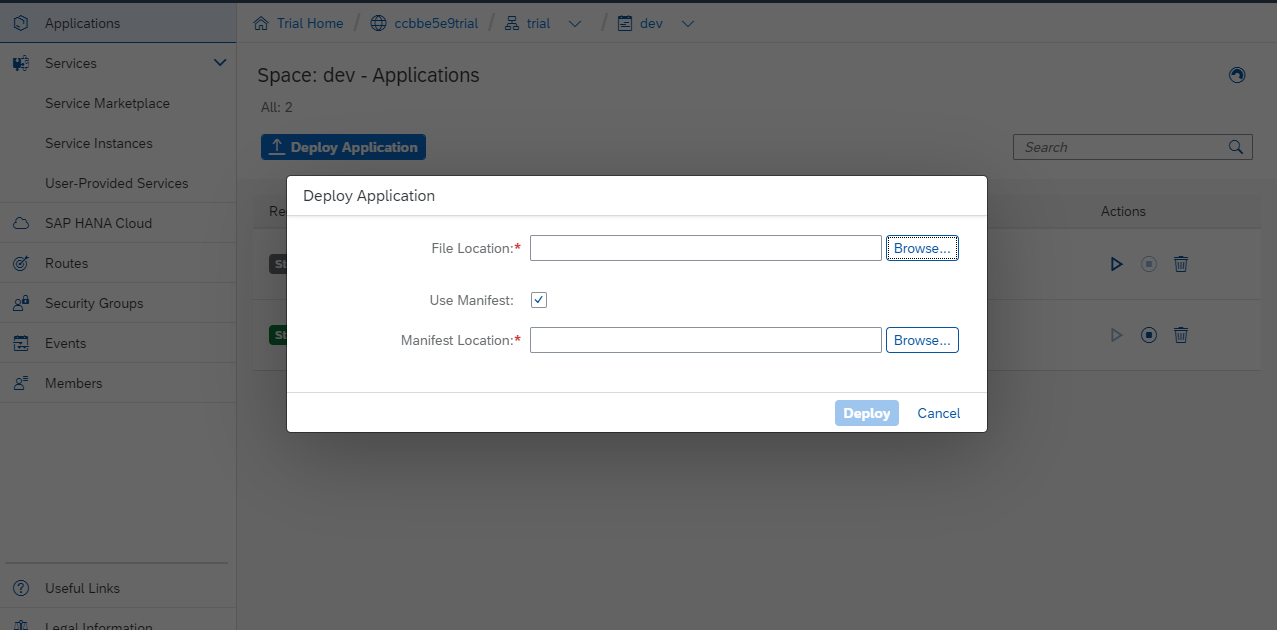 Applications
Trial Home / ccbbe5e9trial / trial / dev
Services
Service Marketplace
Service Instances
User-Provided Services
SAP HANA Cloud
Routes
Security Groups
Events
Members
Useful Links
Legal Information
Space: dev - Applications
All: 2
Deploy Application
Search
Re
Actions
St
St
Deploy Application
File Location:*
Browse...
Use Manifest:
Manifest Location:*
Browse...
Deploy
Cancel